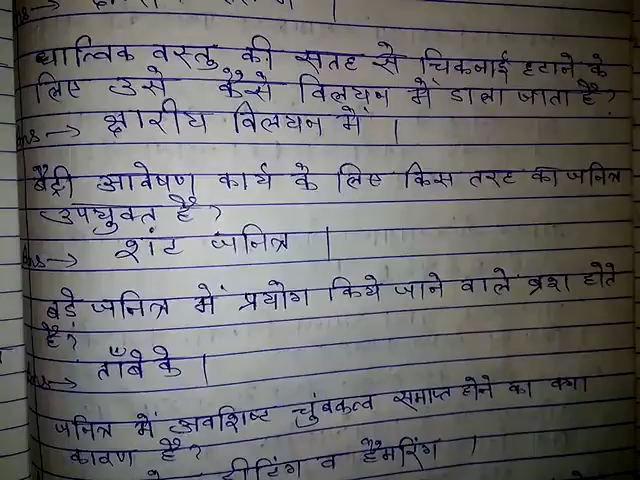 धात्विक वस्तु की सतह से चिकनाई हटाने के
लिए उसे कैसे विलयन में डाला जाता है?
Ans → क्षारीय विलयन में ।
बैट्री आवेषण कार्य के लिए किस तरह का जनित्र
उपयुक्त है?
Ans → शंट जनित्र ।
बड़े जनित्र में प्रयोग किये जाने वाले ब्रश होते
है?
Ans → ताँबे के ।
जनित्र में अवशिष्ट चुंबकत्व समाप्त होने का क्या
कारण है?
हीटिंग व हैमरिंग ।